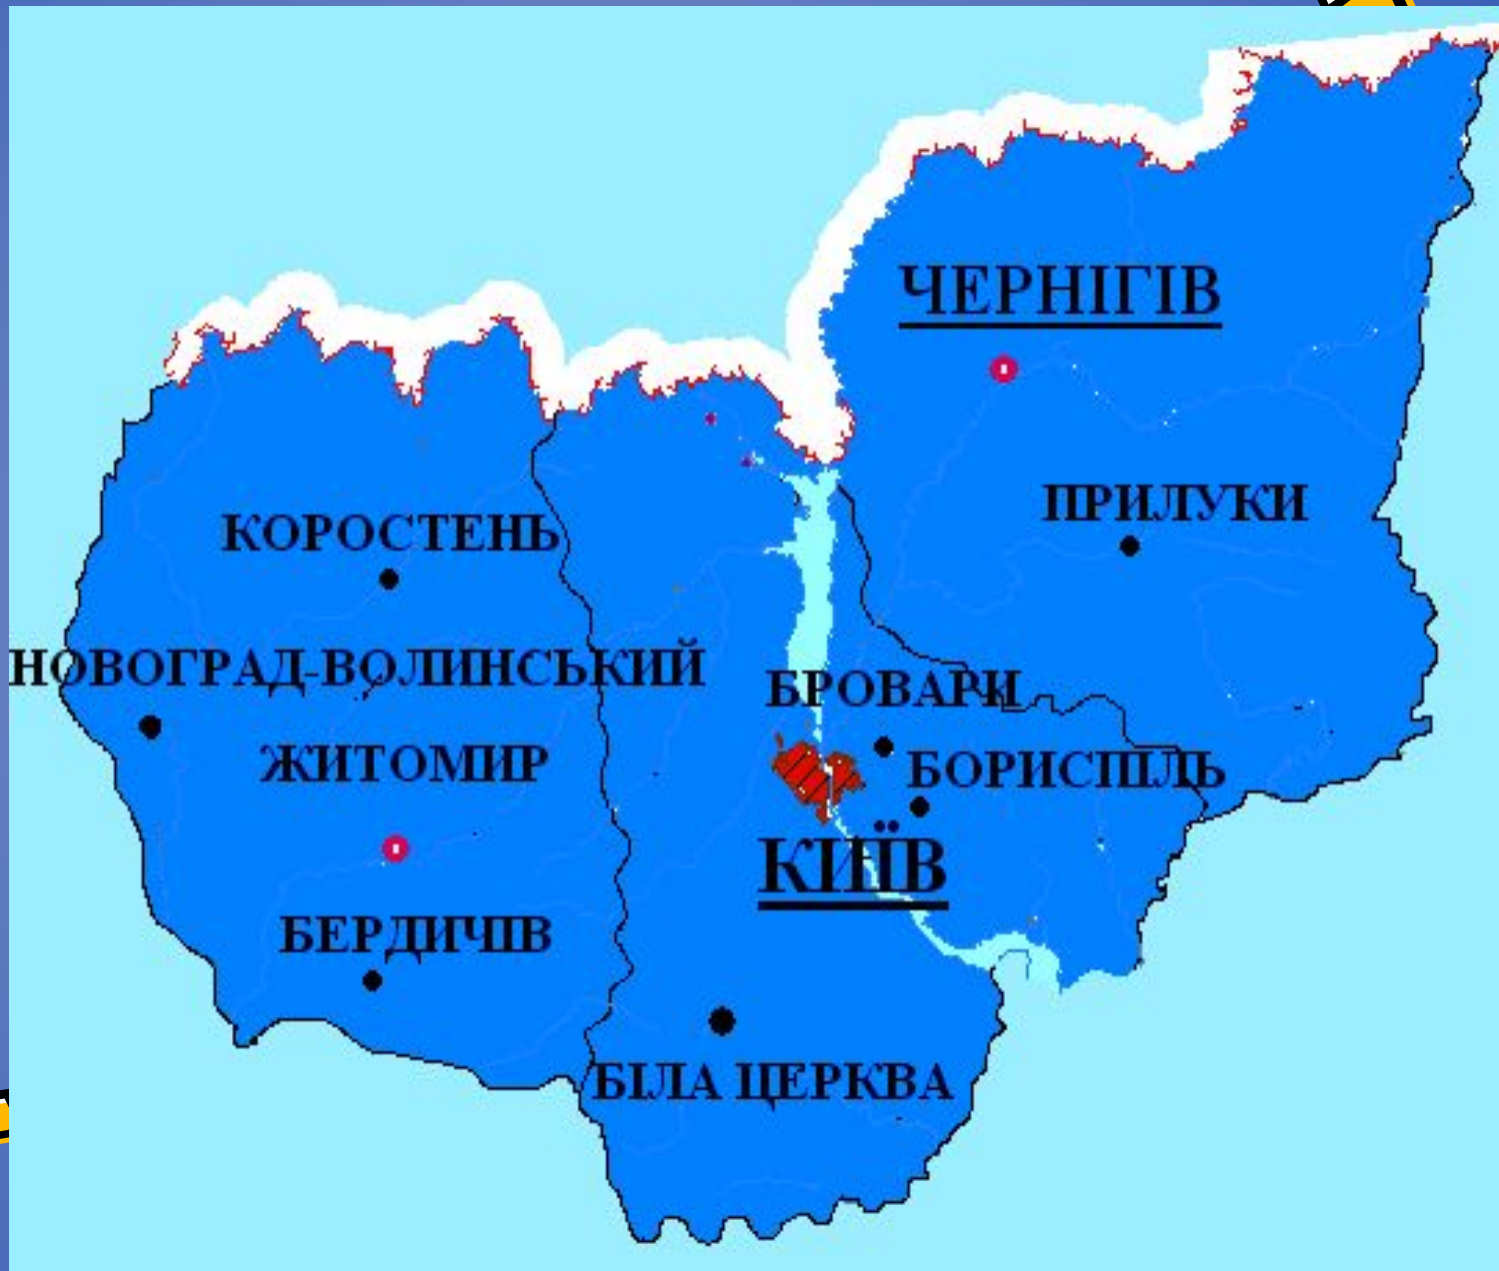 ЧЕРНІГІВ
ПРИЛУКИ
КОРОСТЕНЬ
НОВОГРАД-ВОЛИНСЬКИЙ
БРОВАРИ
ЖИТОМИР
БОРИСПІЛЬ
КИЇВ
БЕРДИЧІВ
БІЛА ЦЕРКВА